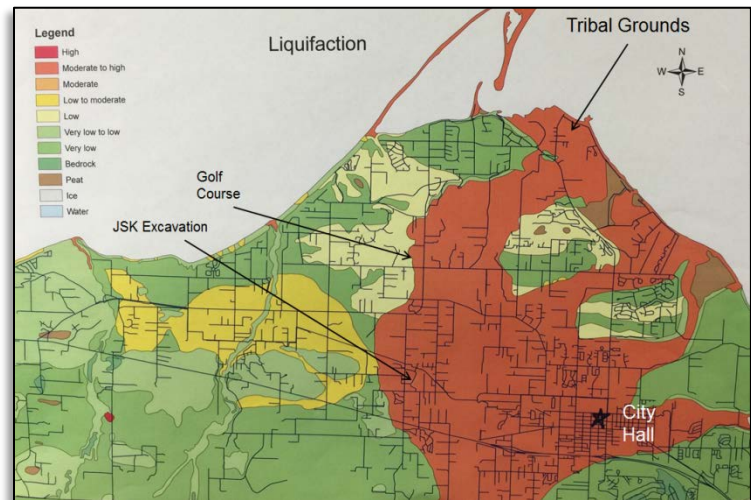 Legend
High
Moderate to high
Moderate
Low to moderate
Low
Very low to low
Very low
Bedrock
Peat
Ice
Water
Liquifaction
Tribal Grounds
N
W E
S
Golf
Course
JSK Excavation
City
Hall